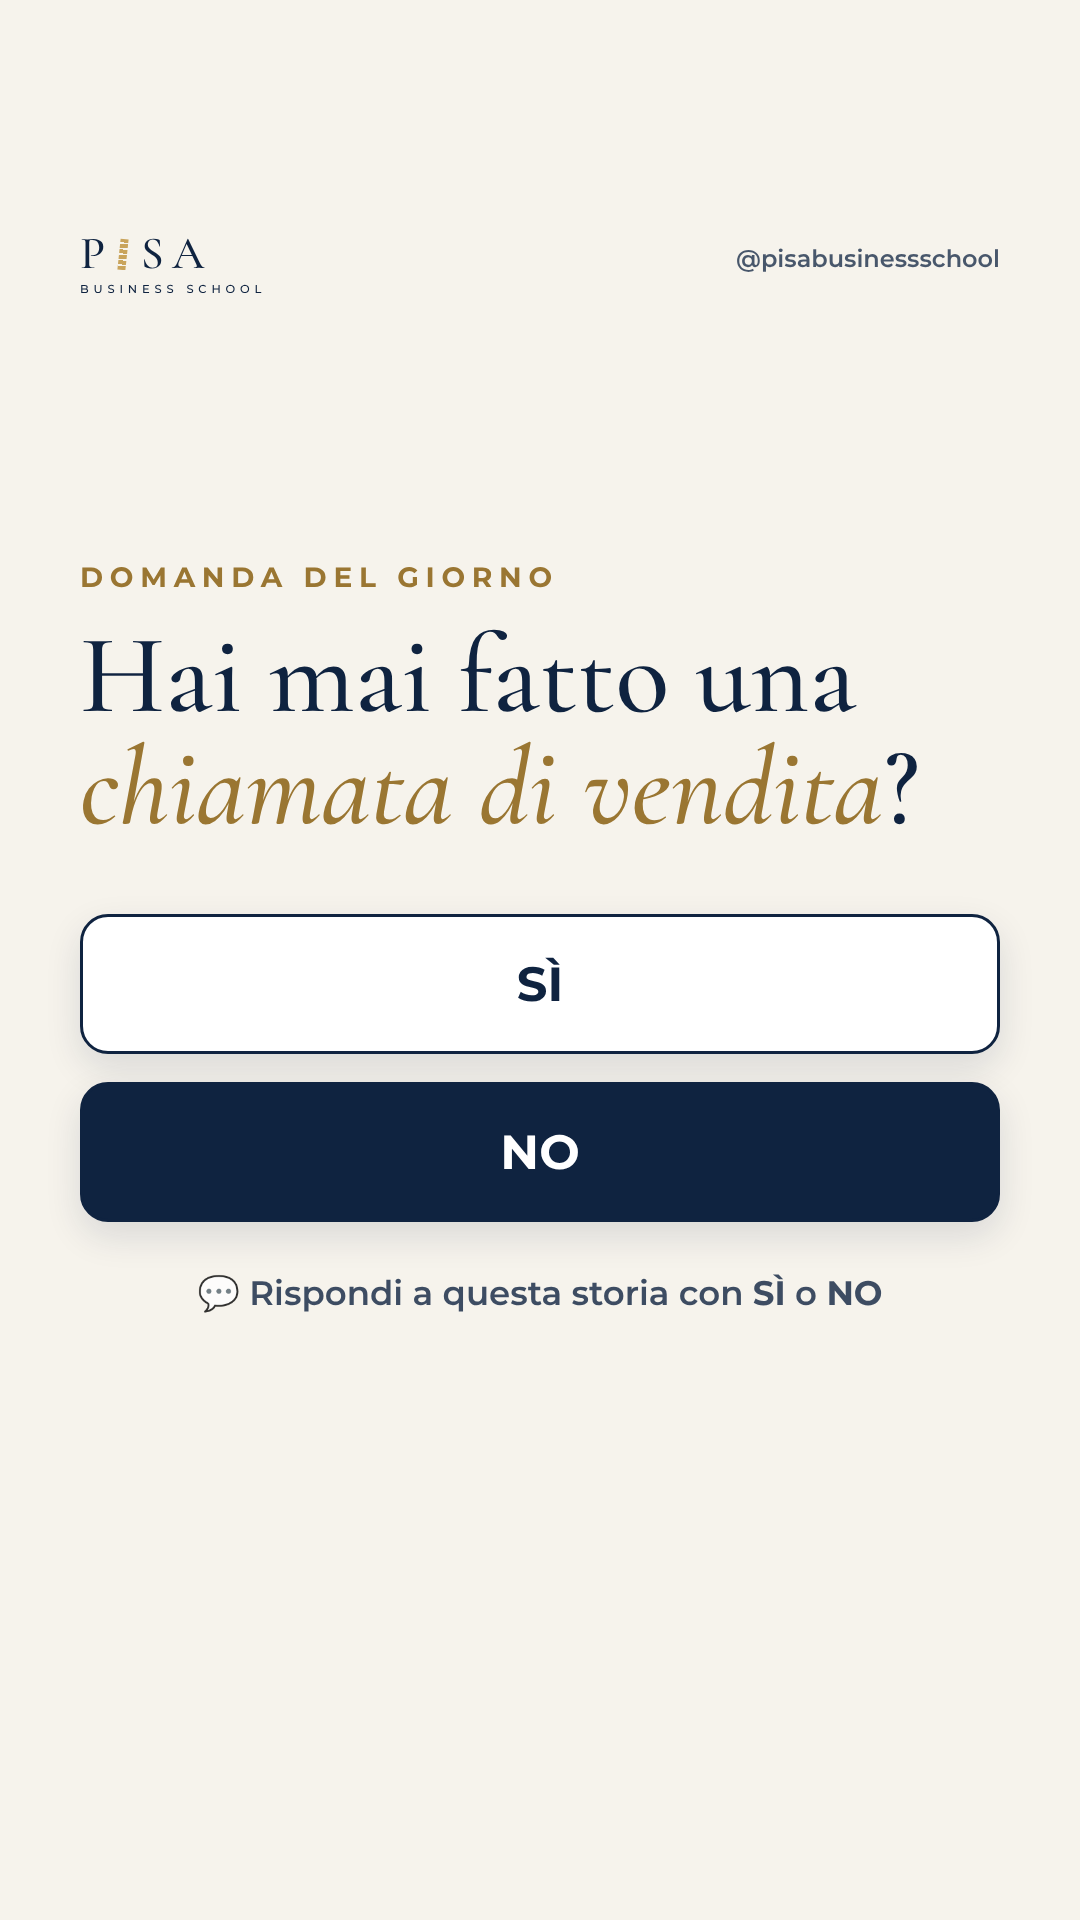 PISA
BUSINESS SCHOOL
@pisabusinessschool
DOMANDA DEL GIORNO
Hai mai fatto una
chiamata di vendita?
SÌ
NO
💬 Rispondi a questa storia con SÌ o NO